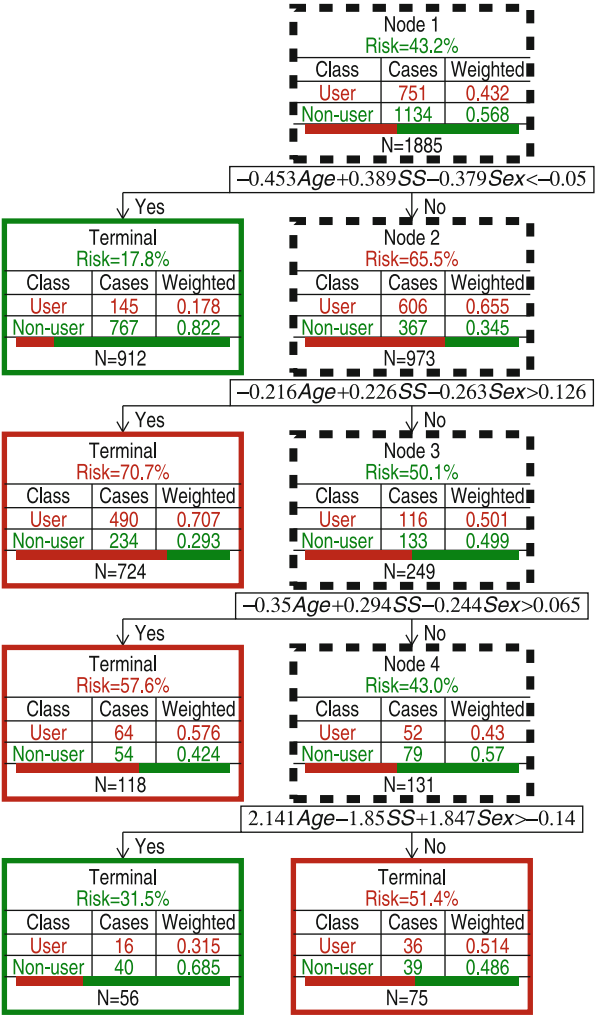 Node 1
Risk=43.2%
Class Cases Weighted
User 751 0.432
Non-user 1134 0.568
N=1885
−0.453Age+0.389SS−0.379Sex<−0.05
Yes No
Terminal
Risk=17.8%
Class Cases Weighted
User 145 0.178
Non-user 767 0.822
N=912
Node 2
Risk=65.5%
Class Cases Weighted
User 606 0.655
Non-user 367 0.345
N=973
−0.216Age+0.226SS−0.263Sex>0.126
Yes No
Terminal
Risk=70.7%
Class Cases Weighted
User 490 0.707
Non-user 234 0.293
N=724
Node 3
Risk=50.1%
Class Cases Weighted
User 116 0.501
Non-user 133 0.499
N=249
−0.35Age+0.294SS−0.244Sex>0.065
Yes No
Terminal
Risk=57.6%
Class Cases Weighted
User 64 0.576
Non-user 54 0.424
N=118
Node 4
Risk=43.0%
Class Cases Weighted
User 52 0.43
Non-user 79 0.57
N=131
2.141Age−1.85SS+1.847Sex>−0.14
Yes No
Terminal
Risk=31.5%
Class Cases Weighted
User 16 0.315
Non-user 40 0.685
N=56
Terminal
Risk=51.4%
Class Cases Weighted
User 36 0.514
Non-user 39 0.486
N=75